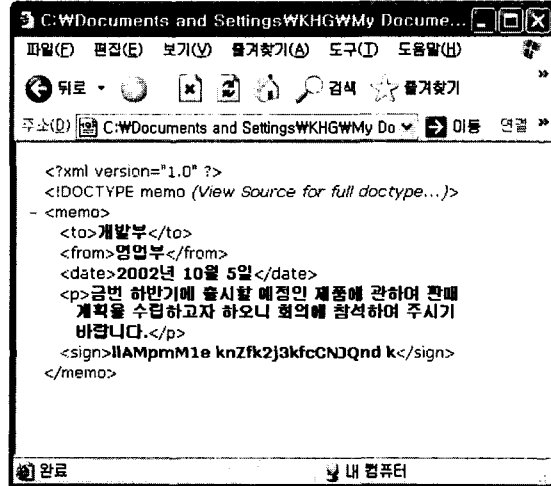 C:₩Documents and Settings₩KHG₩My Docume...
파일(F) 편집(E) 보기(V) 즐겨찾기(A) 도구(T) 도움말(H)
뒤로 검색 즐겨찾기 »
주소(D) C:₩Documents and Settings₩KHG₩My Do 이동 연결 »
<?xml version="1.0" ?>
<!DOCTYPE memo (View Source for full doctype...)>
- <memo>
<to>개발부</to>
<from>영업부</from>
<date>2002년 10월 5일</date>
<p>금번 하반기에 출시할 예정인 제품에 관하여 판매
계획을 수립하고자 하오니 회의에 참석하여 주시기
바랍니다.</p>
<sign>llAMpmM1e knZfk2j3kfcCNJQnd k</sign>
</memo>
완료 내 컴퓨터